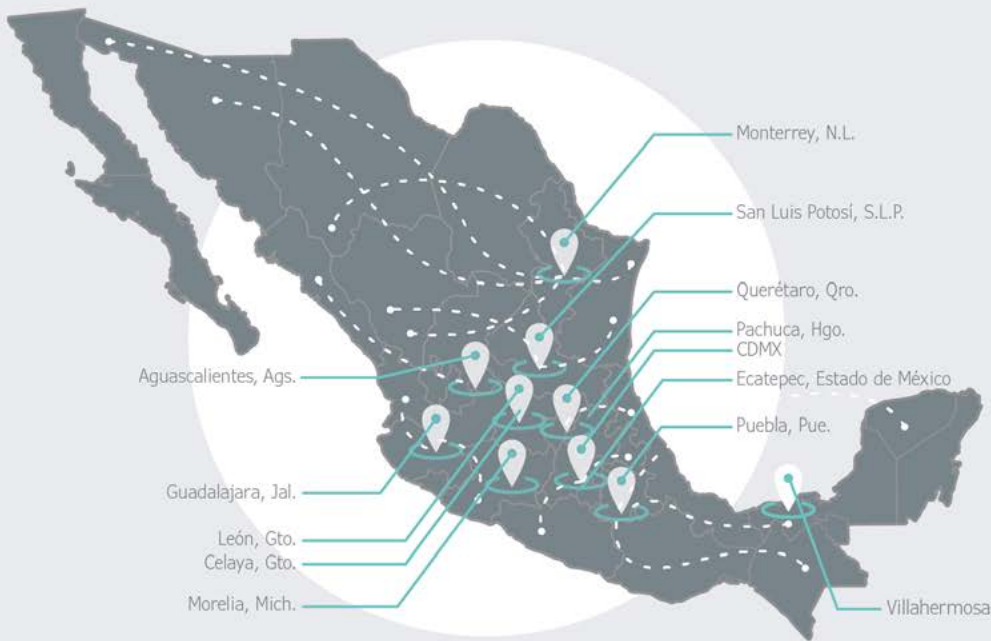 Monterrey, N.L.
San Luis Potosí, S.L.P.
Querétaro, Qro.
Pachuca, Hgo.
CDMX
Ecatepec, Estado de México
Puebla, Pue.
Aguascalientes, Ags.
Guadalajara, Jal.
León, Gto.
Celaya, Gto.
Morelia, Mich.
Villahermosa